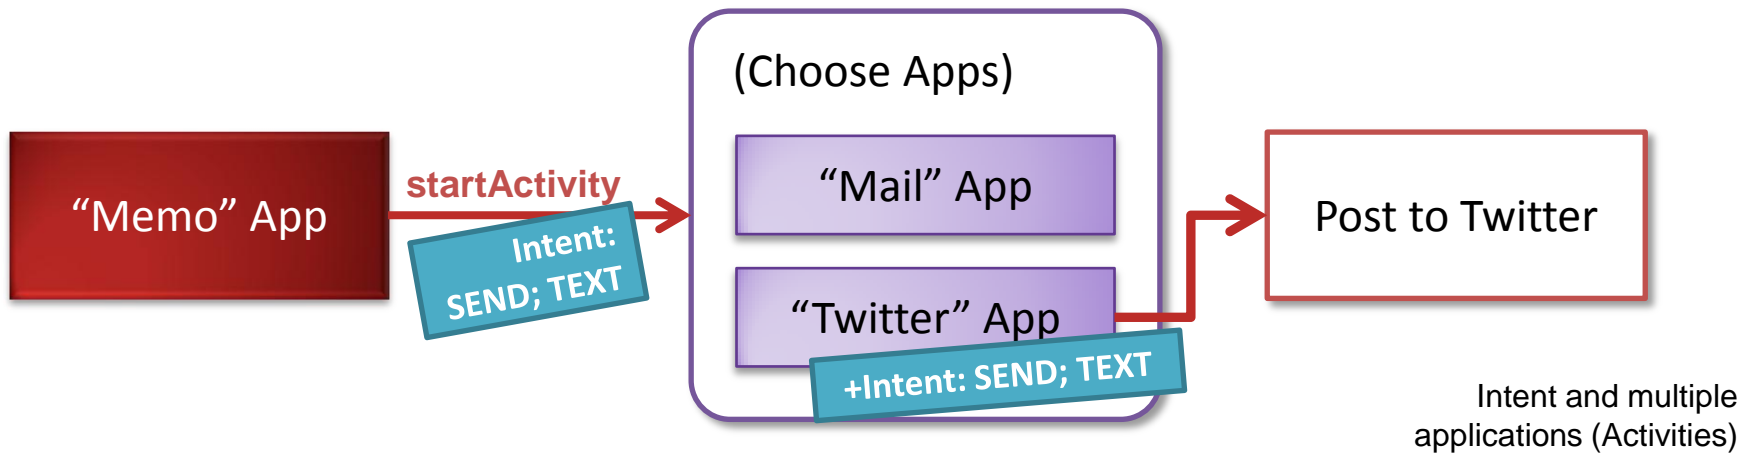 “Memo” App
startActivity
Intent:
SEND; TEXT
(Choose Apps)
“Mail” App
“Twitter” App
+Intent: SEND; TEXT
Post to Twitter
Intent and multiple
applications (Activities)